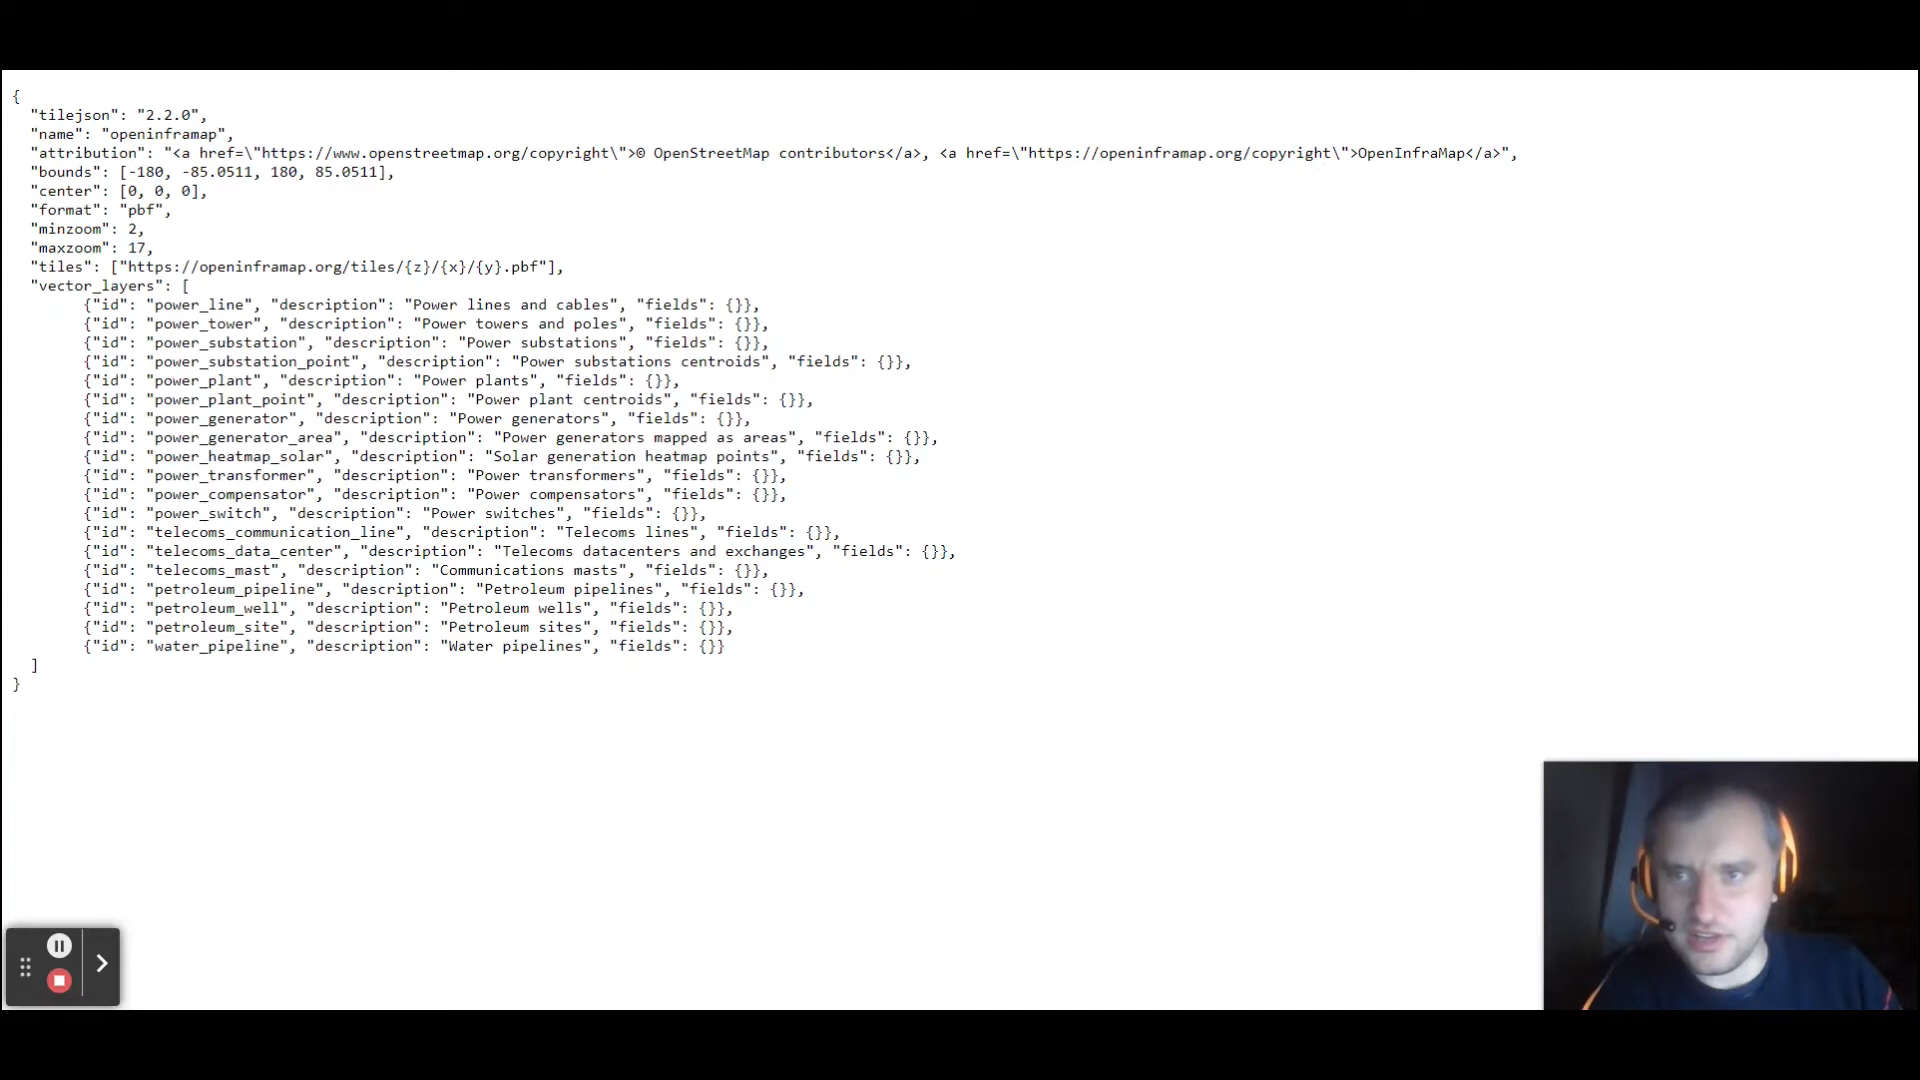 {
"tilejson": "2.2.0",
"name": "openinframap",
"attribution": "<a href=\"https://www.openstreetmap.org/copyright\">© OpenStreetMap contributors</a>, <a href=\"https://openinframap.org/copyright\">OpenInfraMap</a>",
"bounds": [-180, -85.0511, 180, 85.0511],
"center": [0, 0, 0],
"format": "pbf",
"minzoom": 2,
"maxzoom": 17,
"tiles": ["https://openinframap.org/tiles/{z}/{x}/{y}.pbf"],
"vector_layers": [
{"id": "power_line", "description": "Power lines and cables", "fields": {}},
{"id": "power_tower", "description": "Power towers and poles", "fields": {}},
{"id": "power_substation", "description": "Power substations", "fields": {}},
{"id": "power_substation_point", "description": "Power substations centroids", "fields": {}},
{"id": "power_plant", "description": "Power plants", "fields": {}},
{"id": "power_plant_point", "description": "Power plant centroids", "fields": {}},
{"id": "power_generator", "description": "Power generators", "fields": {}},
{"id": "power_generator_area", "description": "Power generators mapped as areas", "fields": {}},
{"id": "power_heatmap_solar", "description": "Solar generation heatmap points", "fields": {}},
{"id": "power_transformer", "description": "Power transformers", "fields": {}},
{"id": "power_compensator", "description": "Power compensators", "fields": {}},
{"id": "power_switch", "description": "Power switches", "fields": {}},
{"id": "telecoms_communication_line", "description": "Telecoms lines", "fields": {}},
{"id": "telecoms_data_center", "description": "Telecoms datacenters and exchanges", "fields": {}},
{"id": "telecoms_mast", "description": "Communications masts", "fields": {}},
{"id": "petroleum_pipeline", "description": "Petroleum pipelines", "fields": {}},
{"id": "petroleum_well", "description": "Petroleum wells", "fields": {}},
{"id": "petroleum_site", "description": "Petroleum sites", "fields": {}},
{"id": "water_pipeline", "description": "Water pipelines", "fields": {}}
]
}